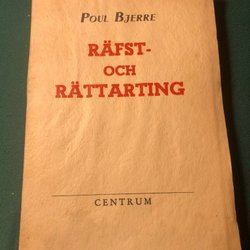 POUL BJERRE
RÄFST-
OCH
RÄTTARTING
CENTRUM